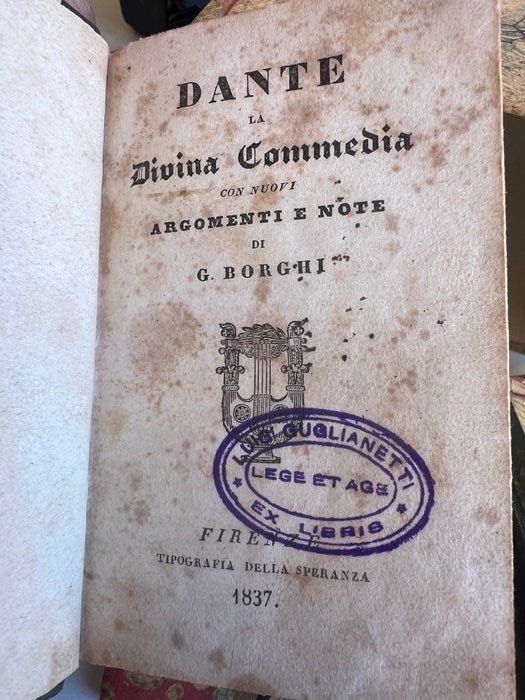 DANTE
LA
Divina Commedia
CON NUOVI
ARGOMENTI E NOTE
DI
G. BORGHI
LUIGI GUGLIANETTI
LEGE ET AGE
EX LIBRIS
FIRENZE
TIPOGRAFIA DELLA SPERANZA
1837.